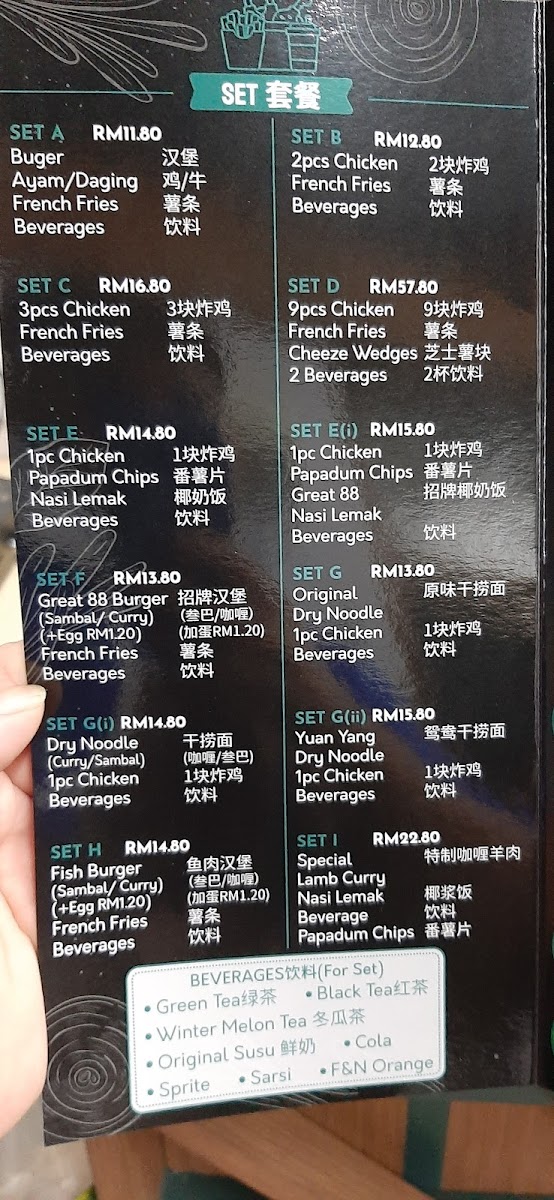 SET 套餐
SET A RM11.80
Buger 汉堡
Ayam/Daging 鸡/牛
French Fries 薯条
Beverages 饮料
SET B RM12.80
2pcs Chicken 2块炸鸡
French Fries 薯条
Beverages 饮料
SET C RM16.80
3pcs Chicken 3块炸鸡
French Fries 薯条
Beverages 饮料
SET D RM57.80
9pcs Chicken 9块炸鸡
French Fries 薯条
Cheeze Wedges 芝士薯块
2 Beverages 2杯饮料
SET E RM14.80
1pc Chicken 1块炸鸡
Papadum Chips 番薯片
Nasi Lemak 椰奶饭
Beverages 饮料
SET E(i) RM15.80
1pc Chicken 1块炸鸡
Papadum Chips 番薯片
Great 88 招牌椰奶饭
Nasi Lemak
Beverages 饮料
SET F RM13.80
Great 88 Burger 招牌汉堡
(Sambal/ Curry) (叁巴/咖喱)
(+Egg RM1.20) (加蛋RM1.20)
French Fries 薯条
Beverages 饮料
SET G RM13.80
Original 原味干捞面
Dry Noodle
1pc Chicken 1块炸鸡
Beverages 饮料
SET G(i) RM14.80
Dry Noodle 干捞面
(Curry/Sambal) (咖喱/叁巴)
1pc Chicken 1块炸鸡
Beverages 饮料
SET G(ii) RM15.80
Yuan Yang 鸳鸯干捞面
Dry Noodle
1pc Chicken 1块炸鸡
Beverages 饮料
SET H RM14.80
Fish Burger 鱼肉汉堡
(Sambal/ Curry) (叁巴/咖喱)
(+Egg RM1.20) (加蛋RM1.20)
French Fries 薯条
Beverages 饮料
SET I RM22.80
Special 特制咖喱羊肉
Lamb Curry
Nasi Lemak 椰浆饭
Beverage 饮料
Papadum Chips 番薯片
BEVERAGES饮料(For Set)
• Green Tea绿茶 • Black Tea红茶
• Winter Melon Tea 冬瓜茶
• Original Susu 鲜奶 • Cola
• Sprite • Sarsi • F&N Orange